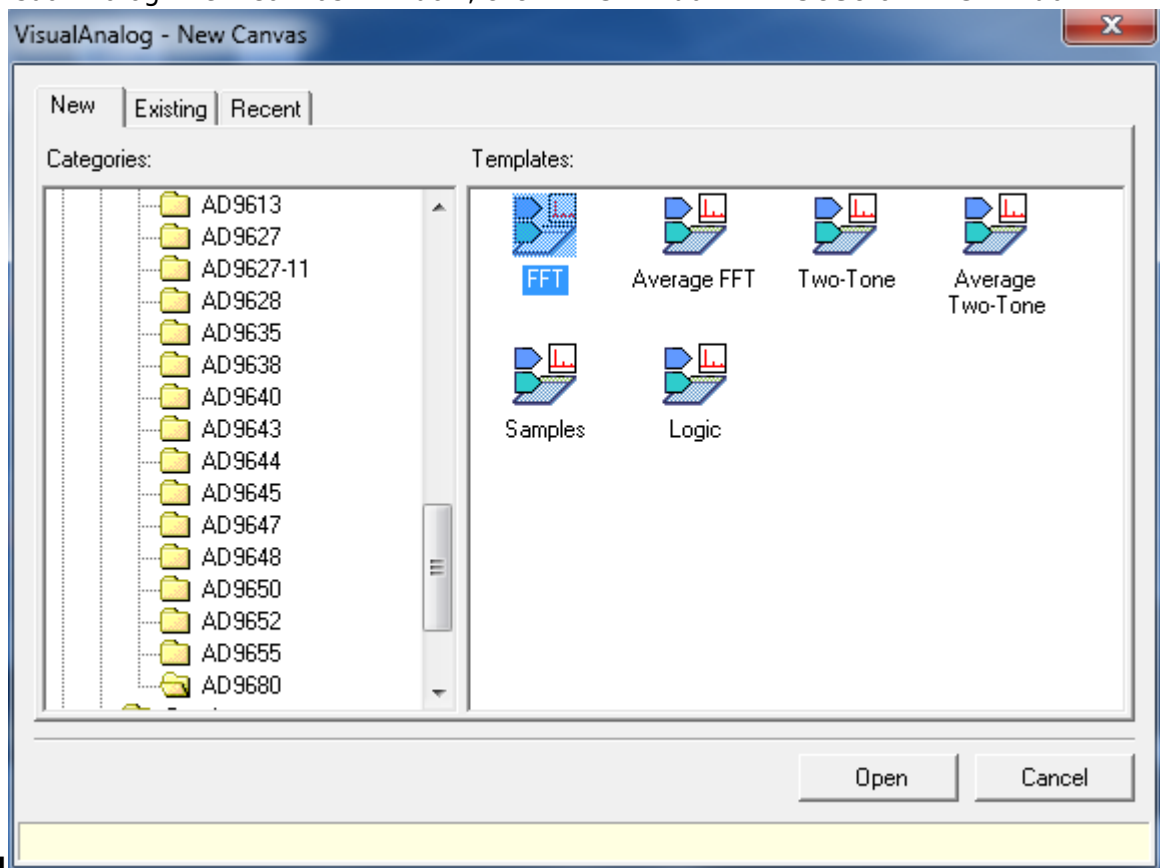 VisualAnalog - New Canvas
New Existing Recent
Categories:
Templates:
AD9613
AD9627
AD9627-11
AD9628
AD9635
AD9638
AD9640
AD9643
AD9644
AD9645
AD9647
AD9648
AD9650
AD9652
AD9655
AD9680
FFT
Average FFT
Two-Tone
Average
Two-Tone
Samples
Logic
Open
Cancel